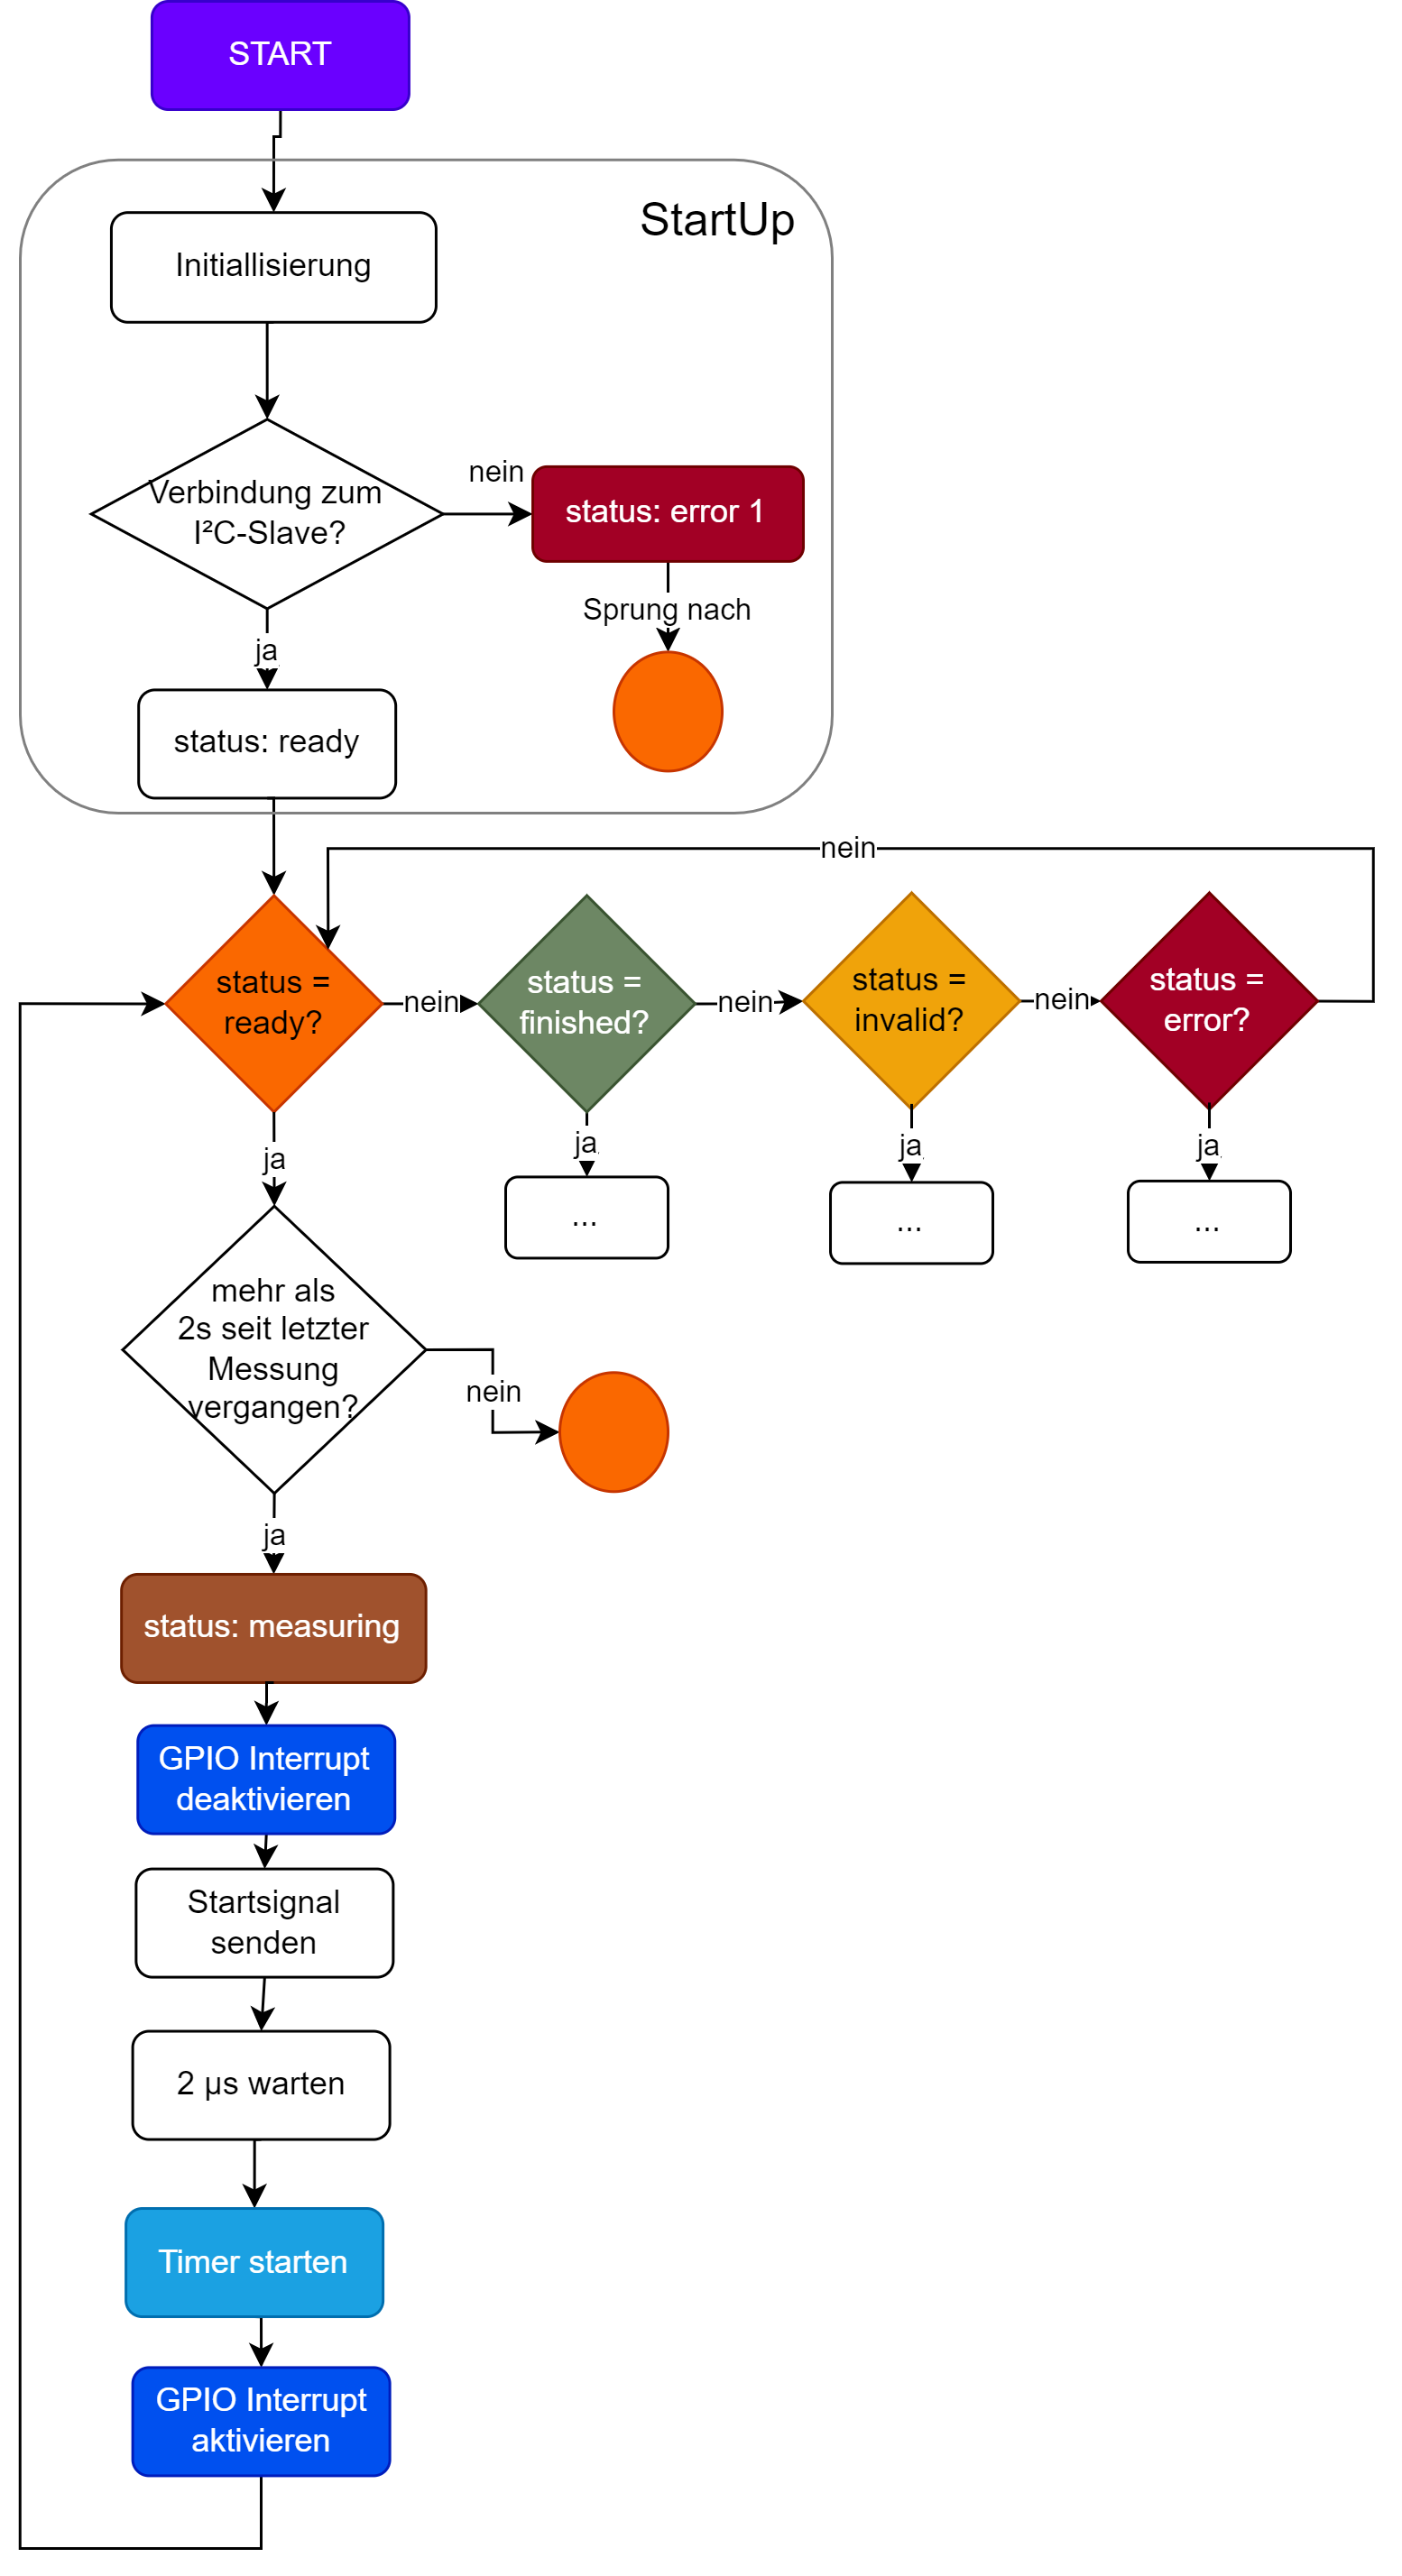 START
StartUp
Initiallisierung
Verbindung zum
I²C-Slave?
nein
status: error 1
Sprung nach
ja
status: ready
nein
status =
ready?
nein
status =
finished?
nein
status =
invalid?
nein
status =
error?
ja
ja
ja
ja
...
...
...
mehr als
2s seit letzter
Messung
vergangen?
nein
ja
status: measuring
GPIO Interrupt
deaktivieren
Startsignal
senden
2 µs warten
Timer starten
GPIO Interrupt
aktivieren